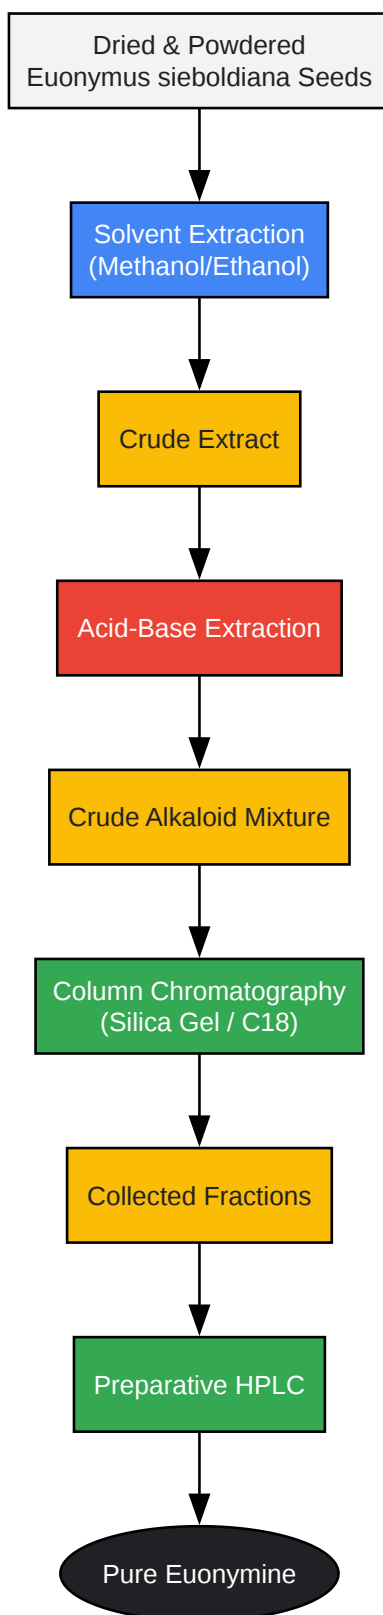 Dried & Powdered
Euonymus sieboldiana Seeds
Solvent Extraction
(Methanol/Ethanol)
Crude Extract
Acid-Base Extraction
Crude Alkaloid Mixture
Column Chromatography
(Silica Gel / C18)
Collected Fractions
Preparative HPLC
Pure Euonymine